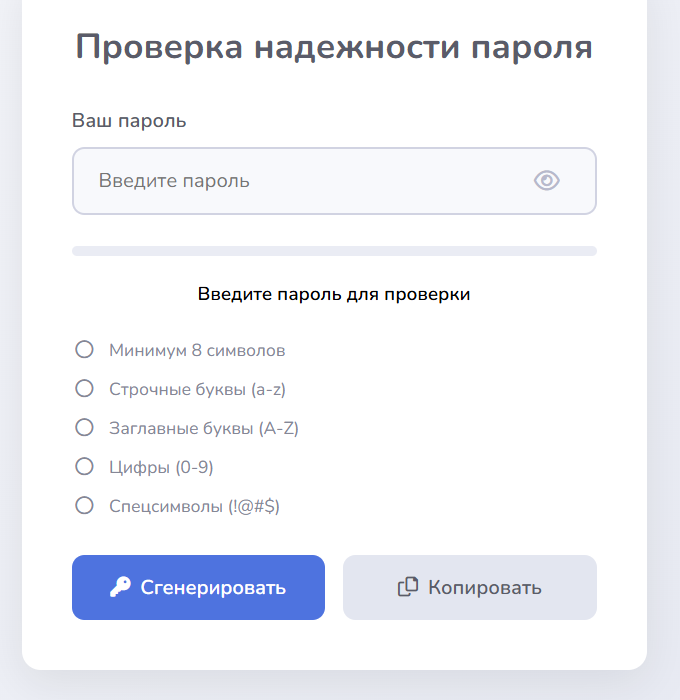 Проверка надежности пароля
Ваш пароль
Введите пароль
Введите пароль для проверки
Минимум 8 символов
Строчные буквы (a-z)
Заглавные буквы (A-Z)
Цифры (0-9)
Спецсимволы (!@#$)
Сгенерировать
Копировать